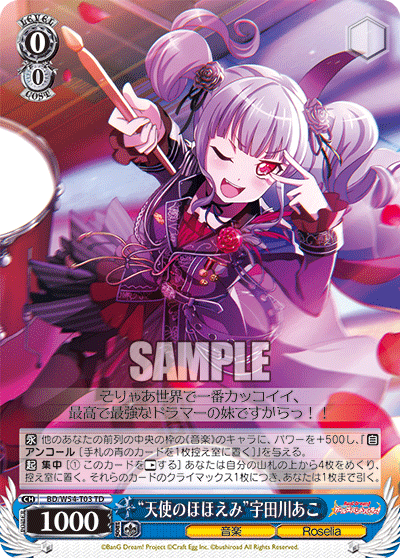 LEVEL
0
0
COST
SAMPLE
そりゃあ世界で一番カッコイイ、
最高で最強なドラマーの妹ですからっ!!
永 他のあなたの前列の中央の枠の《音楽》のキャラに、パワーを+500し、『自
アンコール [手札の青のカードを1枚控え室に置く]』を与える。
起 集中 [① このカードを レストする] あなたは自分の山札の上から4枚をめくり、
控え室に置く。それらのカードのクライマックス1枚につき、あなたは1枚まで引く。
CH BD/WS4-T03 TD
1000
"天使のほほえみ"宇田川あこ
音楽 Roselia
©BanG Dream! Project ©Craft Egg Inc. ©bushiroad All Rights Reserved.